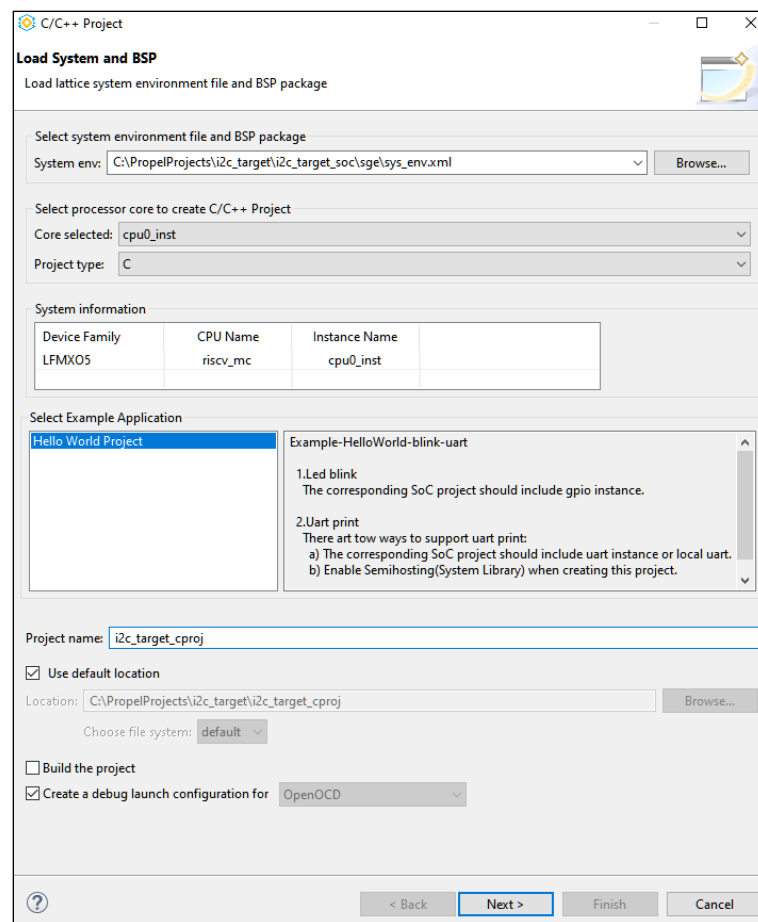 C/C++ Project
Load System and BSP
Load lattice system environment file and BSP package
Select system environment file and BSP package
System env: C:\PropelProjects\i2c_target\i2c_target_soc\sge\sys_env.xml Browse...
Select processor core to create C/C++ Project
Core selected: cpu0_inst
Project type: C
System information
Device Family CPU Name Instance Name
LFMXO5 riscv_mc cpu0_inst
Select Example Application
Hello World Project
Example-HelloWorld-blink-uart
1.Led blink
The corresponding SoC project should include gpio instance.
2.Uart print
There art tow ways to support uart print:
a) The corresponding SoC project should include uart instance or local uart.
b) Enable Semihosting(System Library) when creating this project.
Project name: i2c_target_cproj
Use default location
Location: C:\PropelProjects\i2c_target\i2c_target_cproj Browse...
Choose file system: default
Build the project
Create a debug launch configuration for OpenOCD
? < Back Next > Finish Cancel